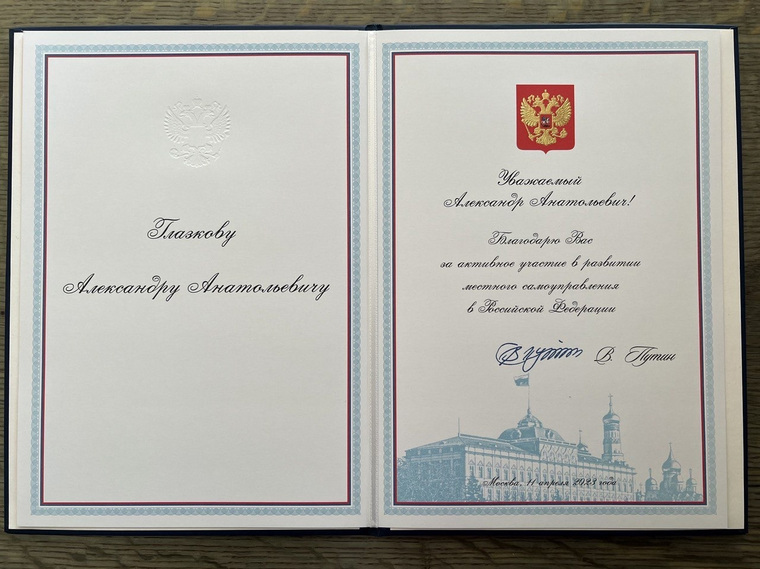 Глазкову
Александру Анатольевичу
Уважаемый
Александр Анатольевич!
Благодарю Вас
за активное участие в развитии
местного самоуправления
в Российской Федерации
В. Путин
Москва, 11 апреля 2023 года